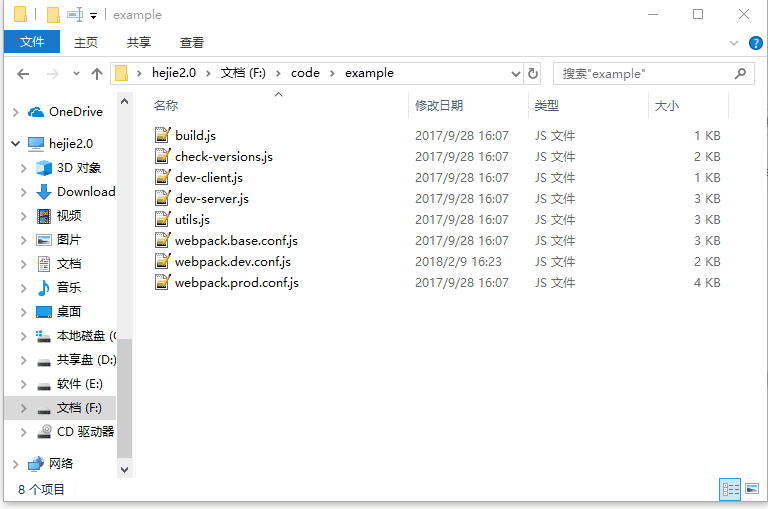 example
文件 主页 共享 查看
hejie2.0 文档 (F:) code example 搜索"example"
OneDrive
hejie2.0
3D 对象
Download
视频
图片
文档
音乐
桌面
本地磁盘 (C
共享盘 (D:)
软件 (E:)
文档 (F:)
CD 驱动器
网络
名称 修改日期 类型 大小
build.js 2017/9/28 16:07 JS 文件 1 KB
check-versions.js 2017/9/28 16:07 JS 文件 2 KB
dev-client.js 2017/9/28 16:07 JS 文件 1 KB
dev-server.js 2017/9/28 16:07 JS 文件 3 KB
utils.js 2017/9/28 16:07 JS 文件 3 KB
webpack.base.conf.js 2017/9/28 16:07 JS 文件 3 KB
webpack.dev.conf.js 2018/2/9 16:23 JS 文件 2 KB
webpack.prod.conf.js 2017/9/28 16:07 JS 文件 4 KB
8 个项目